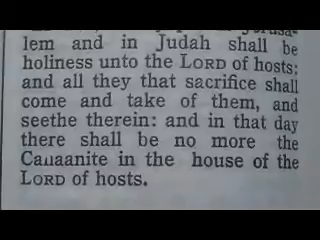 Jerusa-
lem and in Judah shall be
holiness unto the LORD of hosts:
and all they that sacrifice shall
come and take of them, and
seethe therein: and in that day
there shall be no more the
Canaanite in the house of the
LORD of hosts.